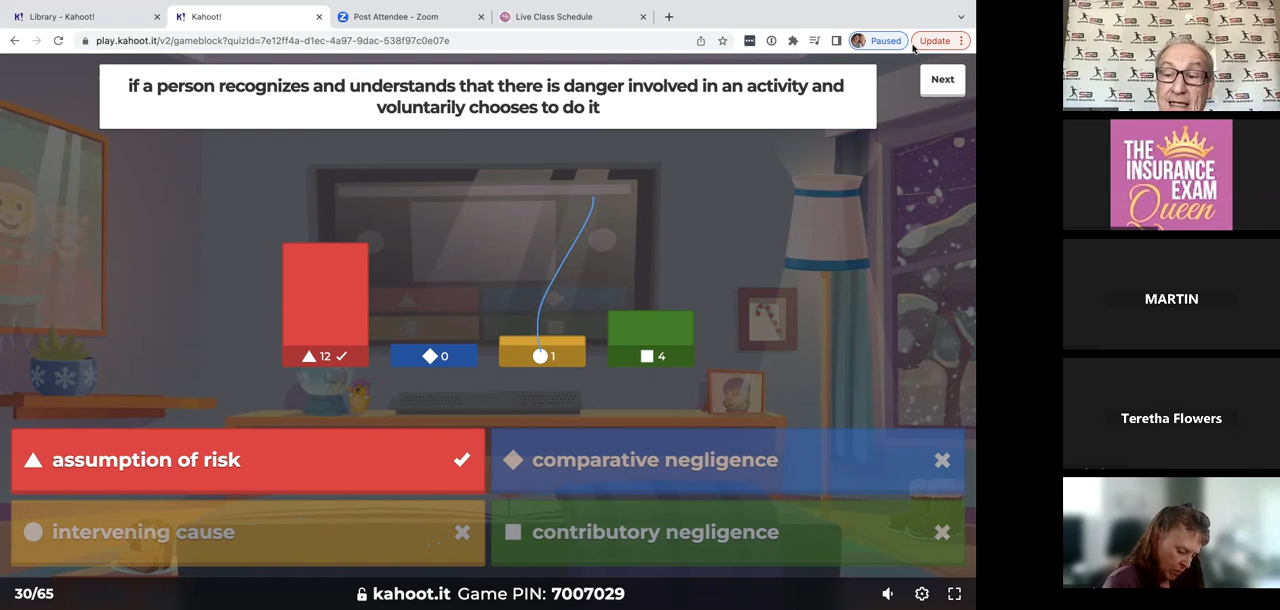 Library - Kahoot!
Kahoot!
Post Attendee - Zoom
Live Class Schedule
play.kahoot.it/v2/gameblock?quizId=7e12ff4a-d1ec-4a97-9dac-538f97c0e07e
Paused
Update
if a person recognizes and understands that there is danger involved in an activity and
voluntarily chooses to do it
Next
12
0
1
4
assumption of risk
comparative negligence
intervening cause
contributory negligence
30/65
kahoot.it Game PIN: 7007029
THE
INSURANCE
EXAM
Queen
MARTIN
Teretha Flowers